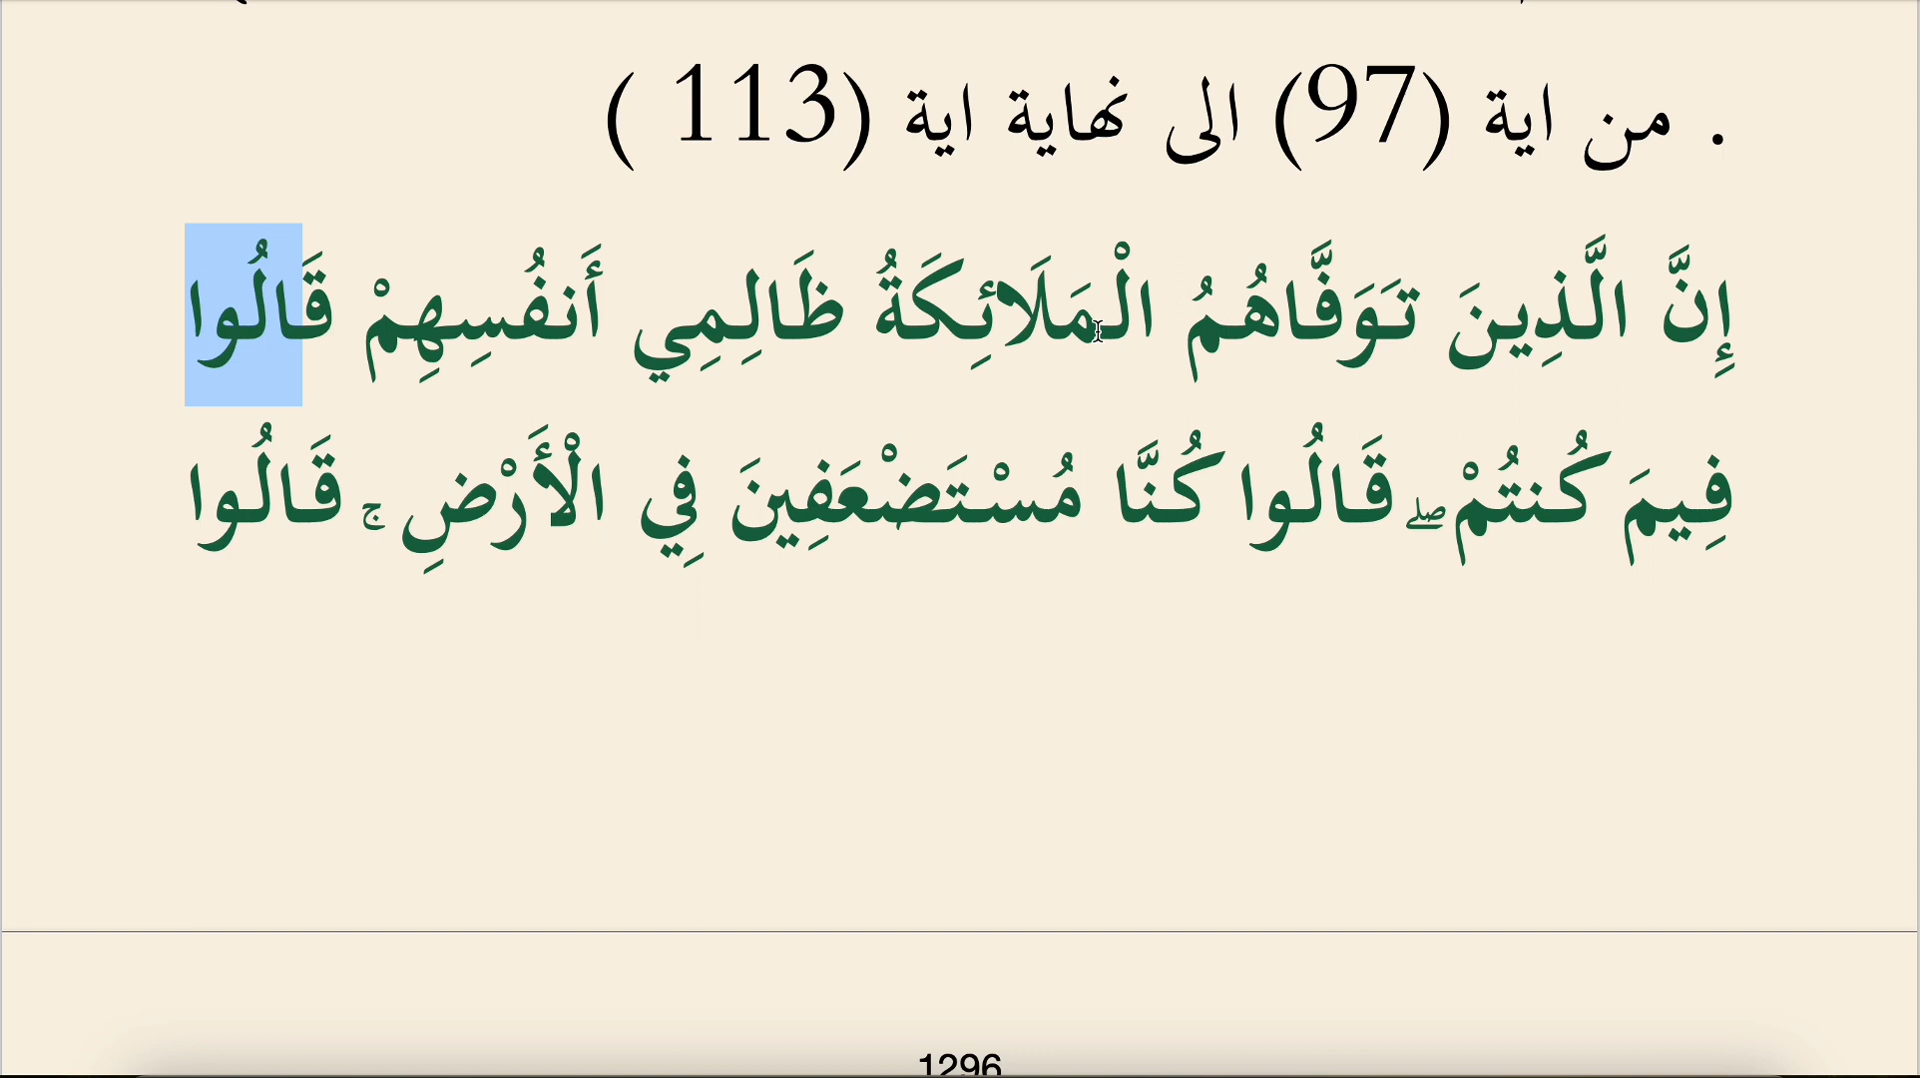 . من اية (97) الى نهاية اية (113 )
إِنَّ الَّذِينَ تَوَفَّاهُمُ الْمَلَائِكَةُ ظَالِمِي أَنفُسِهِمْ قَالُوا
فِيمَ كُنتُمْ ۖ قَالُوا كُنَّا مُسْتَضْعَفِينَ فِي الْأَرْضِ ۚ قَالُوا
1296